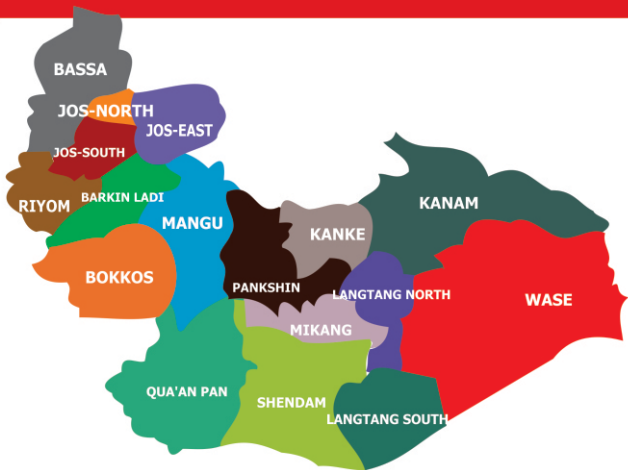 BASSA
JOS-NORTH
JOS-EAST
JOS-SOUTH
RIYOM
BARKIN LADI
MANGU
KANAM
KANKE
BOKKOS
PANKSHIN
LANGTANG NORTH
WASE
MIKANG
QUA'AN PAN
SHENDAM
LANGTANG SOUTH